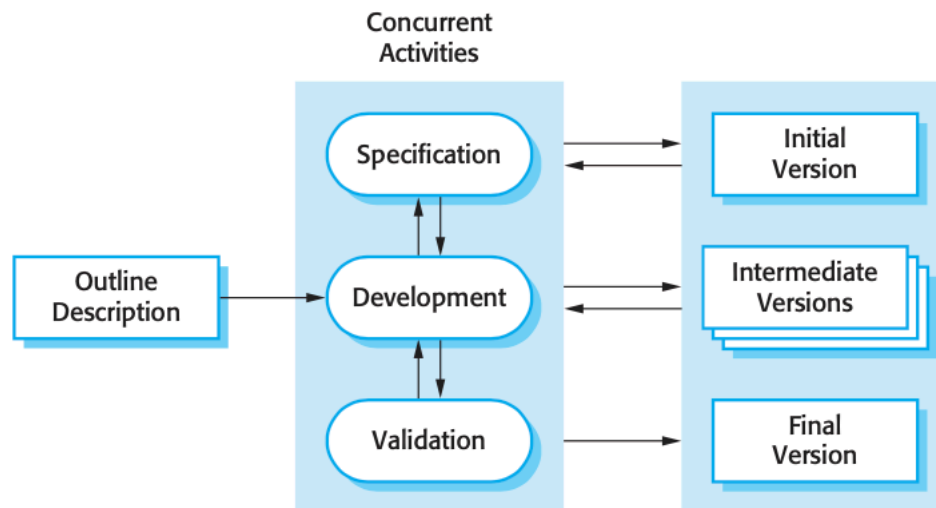 Concurrent
Activities
Specification
Initial
Version
Outline
Description
Development
Intermediate
Versions
Validation
Final
Version